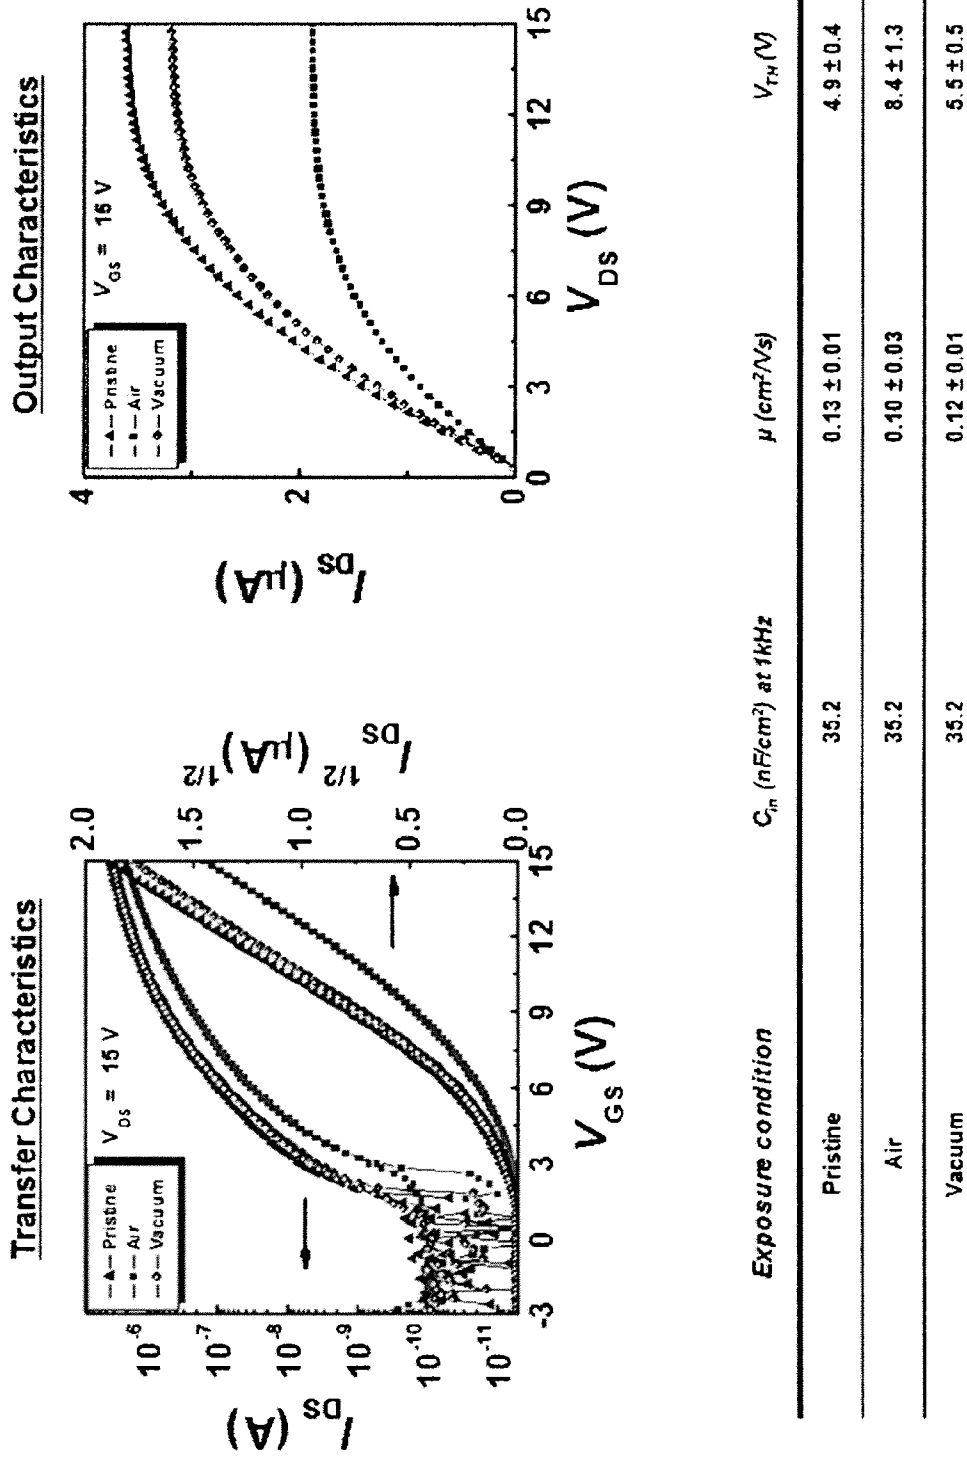 Transfer Characteristics
Pristine
Air
Vacuum
V_DS = 15 V
I_DS (A)
10^-6
10^-7
10^-8
10^-9
10^-10
10^-11
-3 0 3 6 9 12 15
V_GS (V)
2.0
1.5
1.0
0.5
0.0
I_DS^1/2 (µA)^1/2
Output Characteristics
Pristine
Air
Vacuum
V_GS = 15 V
I_DS (µA)
4
2
0
0 3 6 9 12 15
V_DS (V)
Exposure condition C_in (nF/cm²) at 1kHz µ (cm²/Vs) V_TH (V)
Pristine 35.2 0.13 ± 0.01 4.9 ± 0.4
Air 35.2 0.10 ± 0.03 8.4 ± 1.3
Vacuum 35.2 0.12 ± 0.01 5.5 ± 0.5